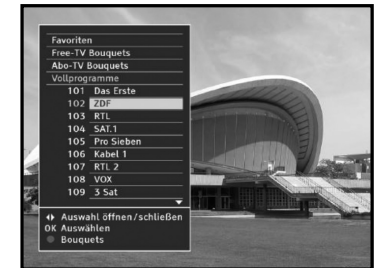 Favoriten
Free-TV Bouquets
Abo-TV Bouquets
Vollprogramme
101 Das Erste
102 ZDF
103 RTL
104 SAT.1
105 Pro Sieben
106 Kabel 1
107 RTL 2
108 VOX
109 3 Sat
Auswahl öffnen/schließen
OK Auswählen
Bouquets